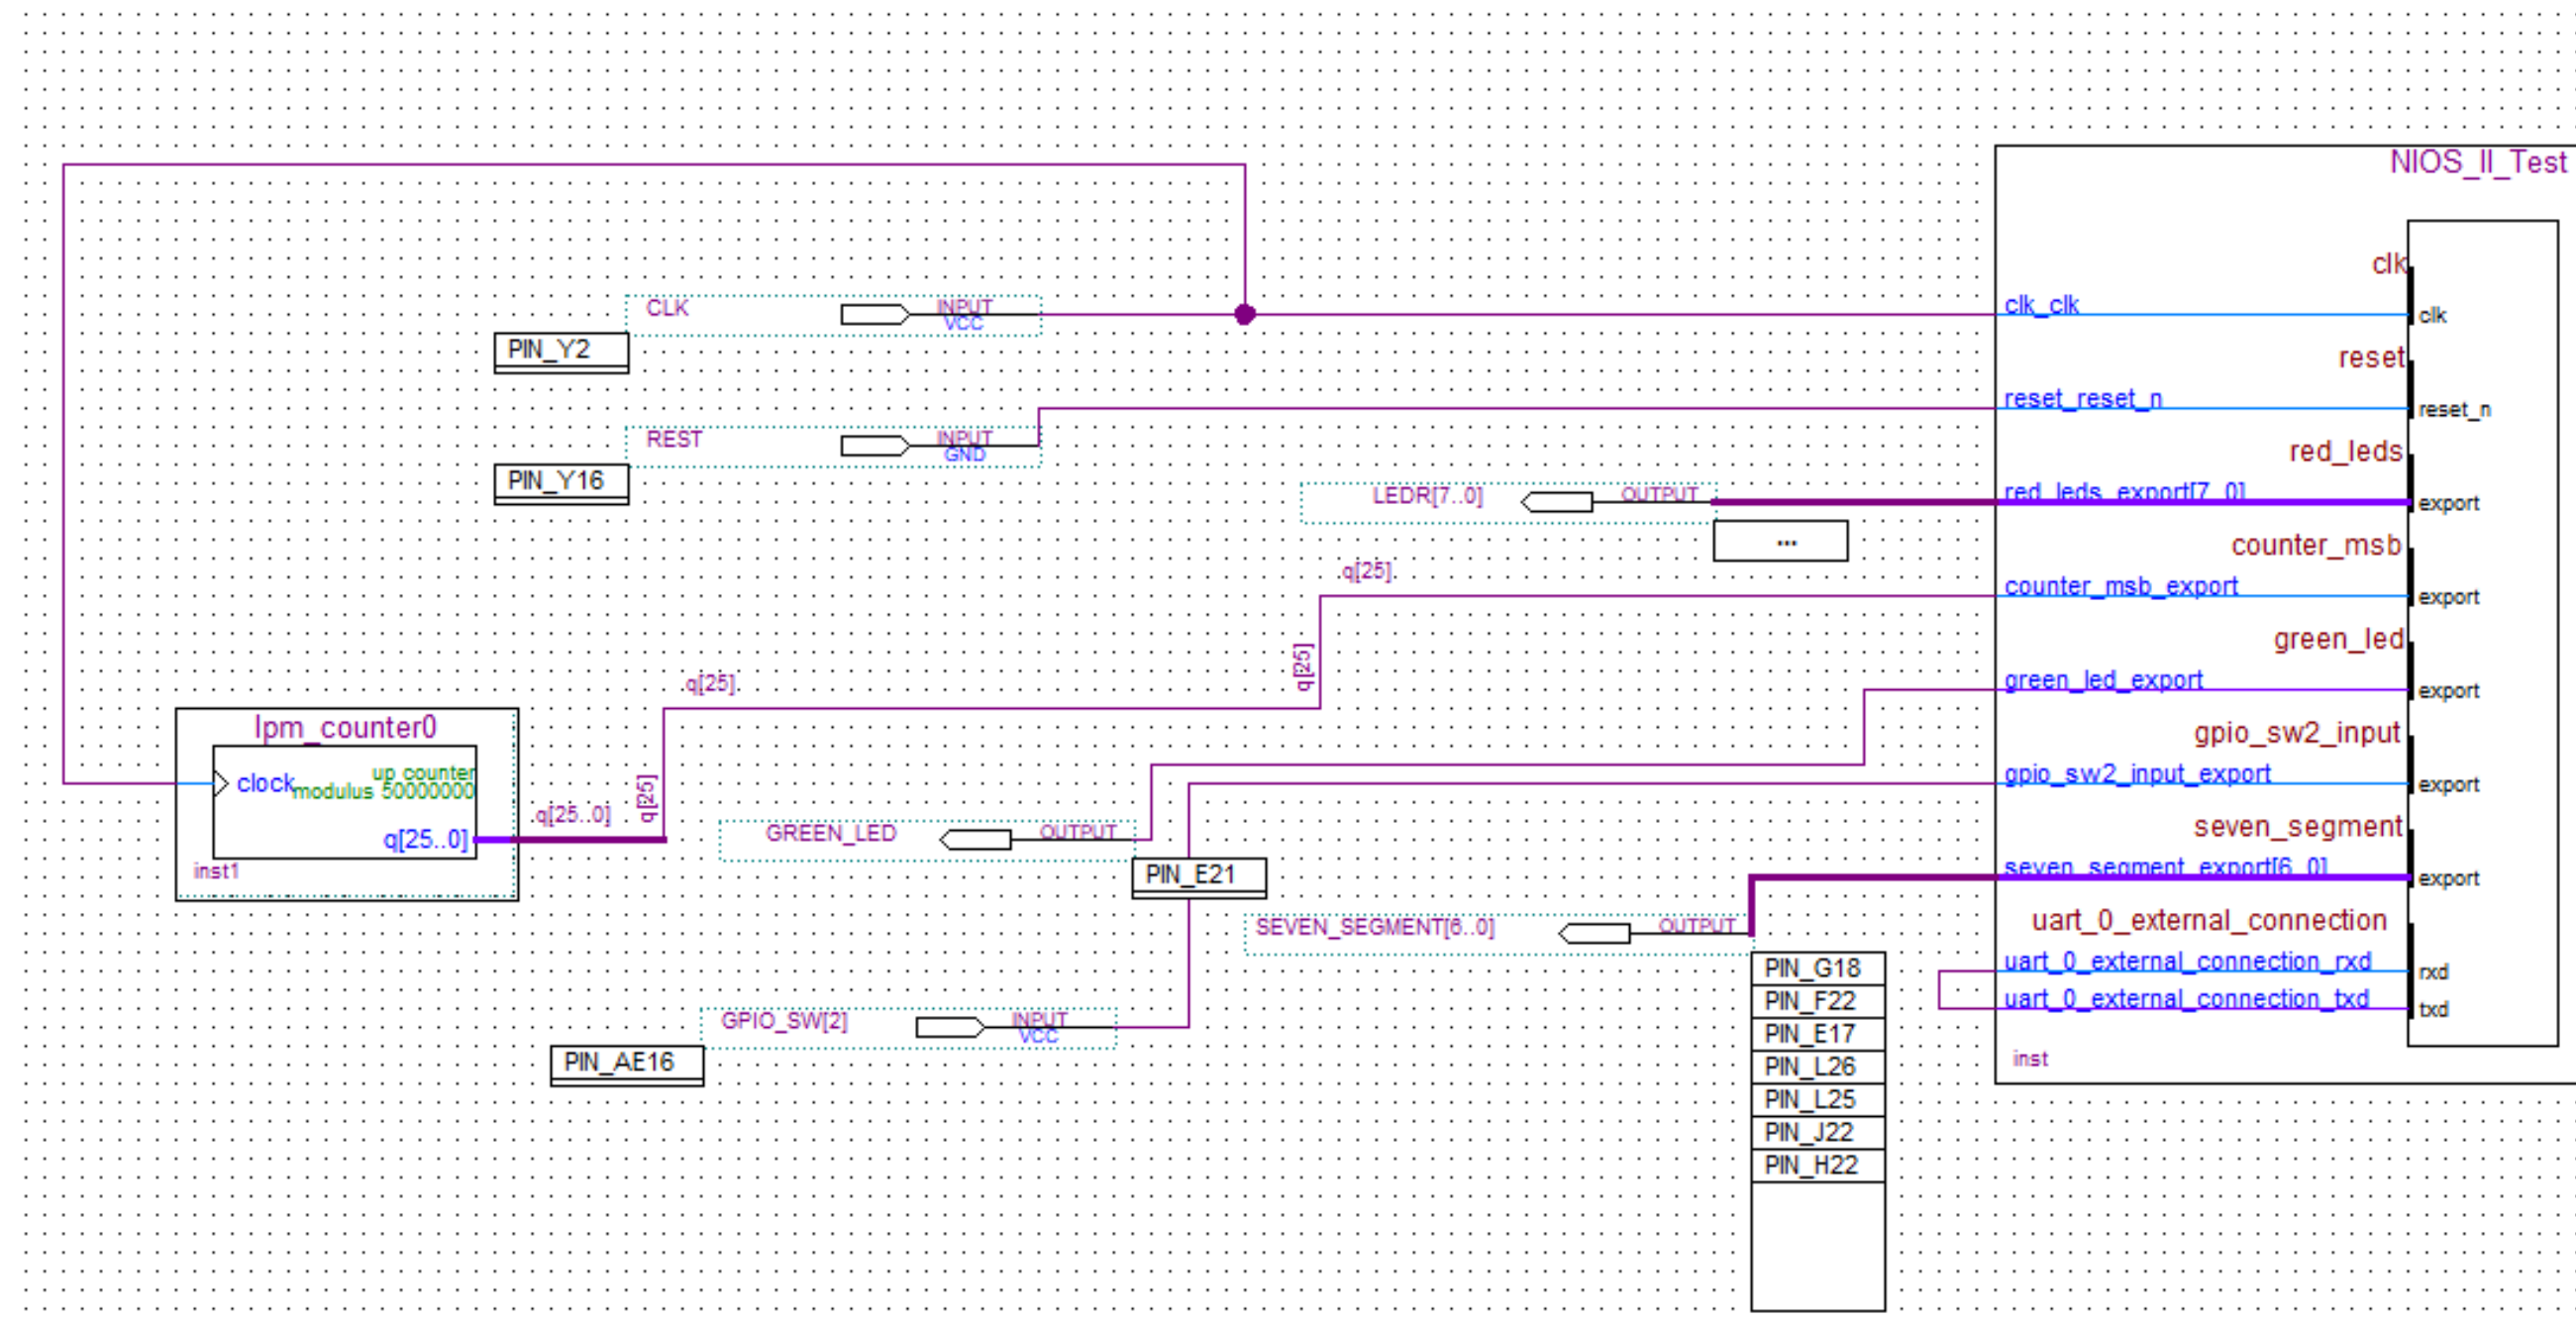 NIOS_II_Test
clk
CLK
INPUT
VCC
clk_clk
clk
PIN_Y2
reset
reset_reset_n
reset_n
REST
INPUT
GND
red_leds
PIN_Y16
LEDR[7..0]
OUTPUT
red_leds_export[7..0]
export
...
counter_msb
q[25]
counter_msb_export
export
green_led
q[25]
q[25]
green_led_export
export
lpm_counter0
gpio_sw2_input
clock
up counter
modulus 50000000
q[25]
gpio_sw2_input_export
export
q[25..0]
q[25..0]
inst1
GREEN_LED
OUTPUT
seven_segment
PIN_E21
seven_segment_export[6..0]
export
SEVEN_SEGMENT[6..0]
OUTPUT
uart_0_external_connection
PIN_G18
uart_0_external_connection_rxd
rxd
PIN_F22
uart_0_external_connection_txd
txd
GPIO_SW[2]
INPUT
VCC
PIN_E17
PIN_AE16
PIN_L26
inst
PIN_L25
PIN_J22
PIN_H22